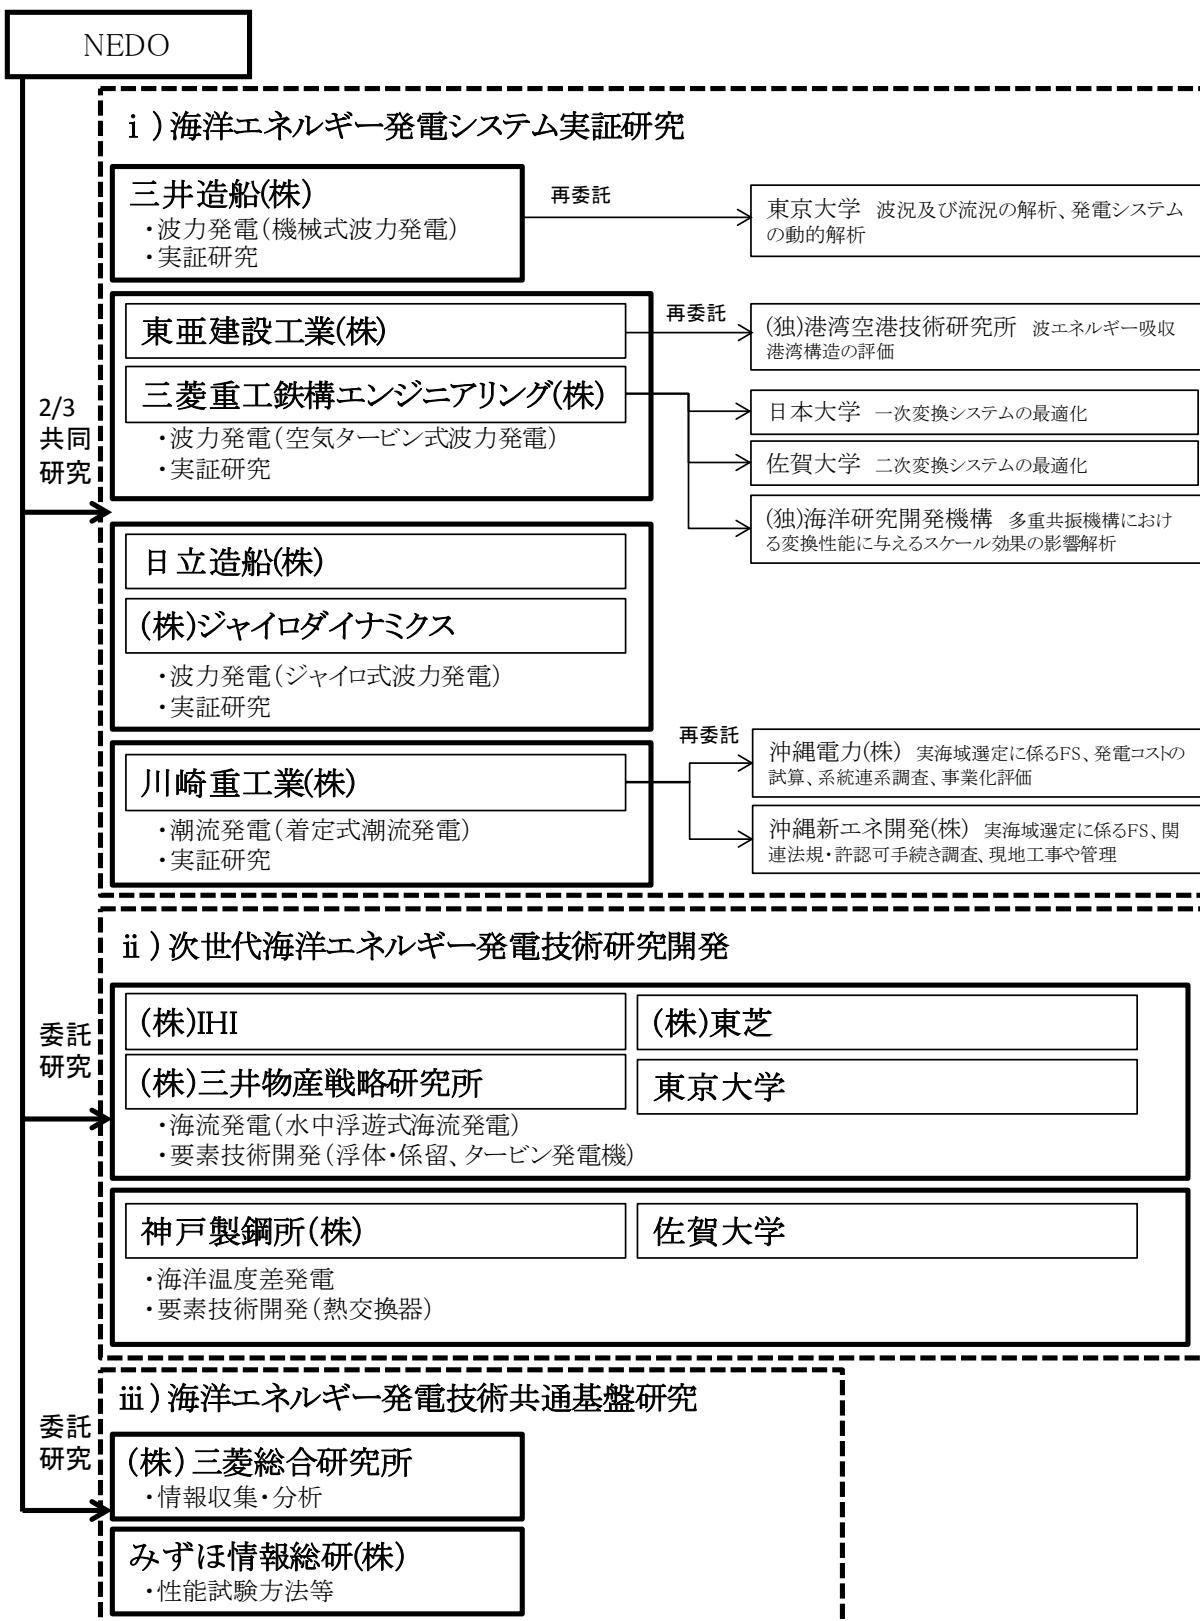 NEDO
ⅰ)海洋エネルギー発電システム実証研究
三井造船(株)
・波力発電(機械式波力発電)
・実証研究
再委託
東京大学 波況及び流況の解析、発電システム
の動的解析
東亜建設工業(株)
再委託
(独)港湾空港技術研究所 波エネルギー吸収
港湾構造の評価
三菱重工鉄構エンジニアリング(株)
・波力発電(空気タービン式波力発電)
・実証研究
日本大学 一次変換システムの最適化
佐賀大学 二次変換システムの最適化
(独)海洋研究開発機構 多重共振機構におけ
る変換性能に与えるスケール効果の影響解析
2/3
共同
研究
日立造船(株)
(株)ジャイロダイナミクス
・波力発電(ジャイロ式波力発電)
・実証研究
川崎重工業(株)
・潮流発電(着定式潮流発電)
・実証研究
再委託
沖縄電力(株) 実海域選定に係るFS、発電コストの
試算、系統連系調査、事業化評価
沖縄新エネ開発(株) 実海域選定に係るFS、関
連法規・許認可手続き調査、現地工事や管理
ⅱ)次世代海洋エネルギー発電技術研究開発
委託
研究
(株)IHI
(株)東芝
(株)三井物産戦略研究所
東京大学
・海流発電(水中浮遊式海流発電)
・要素技術開発(浮体・係留、タービン発電機)
神戸製鋼所(株)
佐賀大学
・海洋温度差発電
・要素技術開発(熱交換器)
ⅲ)海洋エネルギー発電技術共通基盤研究
委託
研究
(株)三菱総合研究所
・情報収集・分析
みずほ情報総研(株)
・性能試験方法等